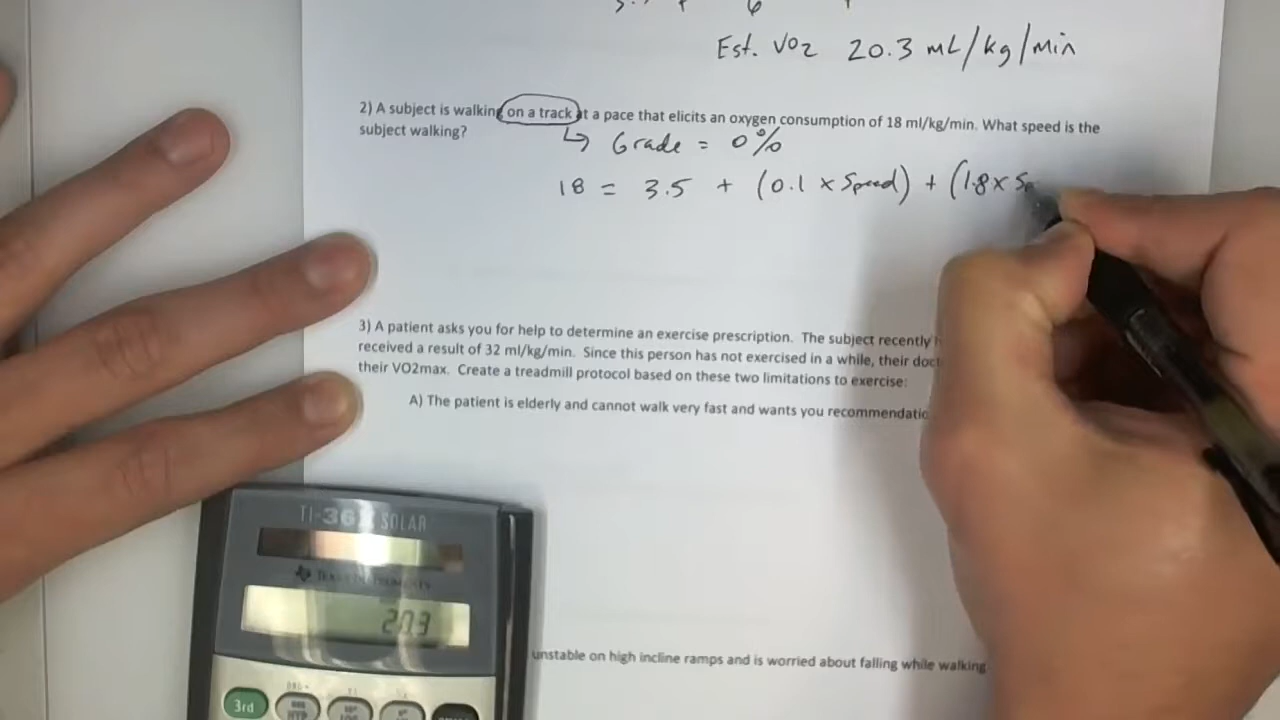 Est. VO2 20.3 mL/kg/min
2) A subject is walking on a track at a pace that elicits an oxygen consumption of 18 ml/kg/min. What speed is the
subject walking?
↳ Grade = 0%
18 = 3.5 + (0.1 x Speed) + (1.8 x Sp
3) A patient asks you for help to determine an exercise prescription. The subject recently
received a result of 32 ml/kg/min. Since this person has not exercised in a while, their doct
their VO2max. Create a treadmill protocol based on these two limitations to exercise:
A) The patient is elderly and cannot walk very fast and wants you recommendatio
unstable on high incline ramps and is worried about falling while walking
TI-36X SOLAR
TEXAS INSTRUMENTS
20.3
3rd
HYP
LOG